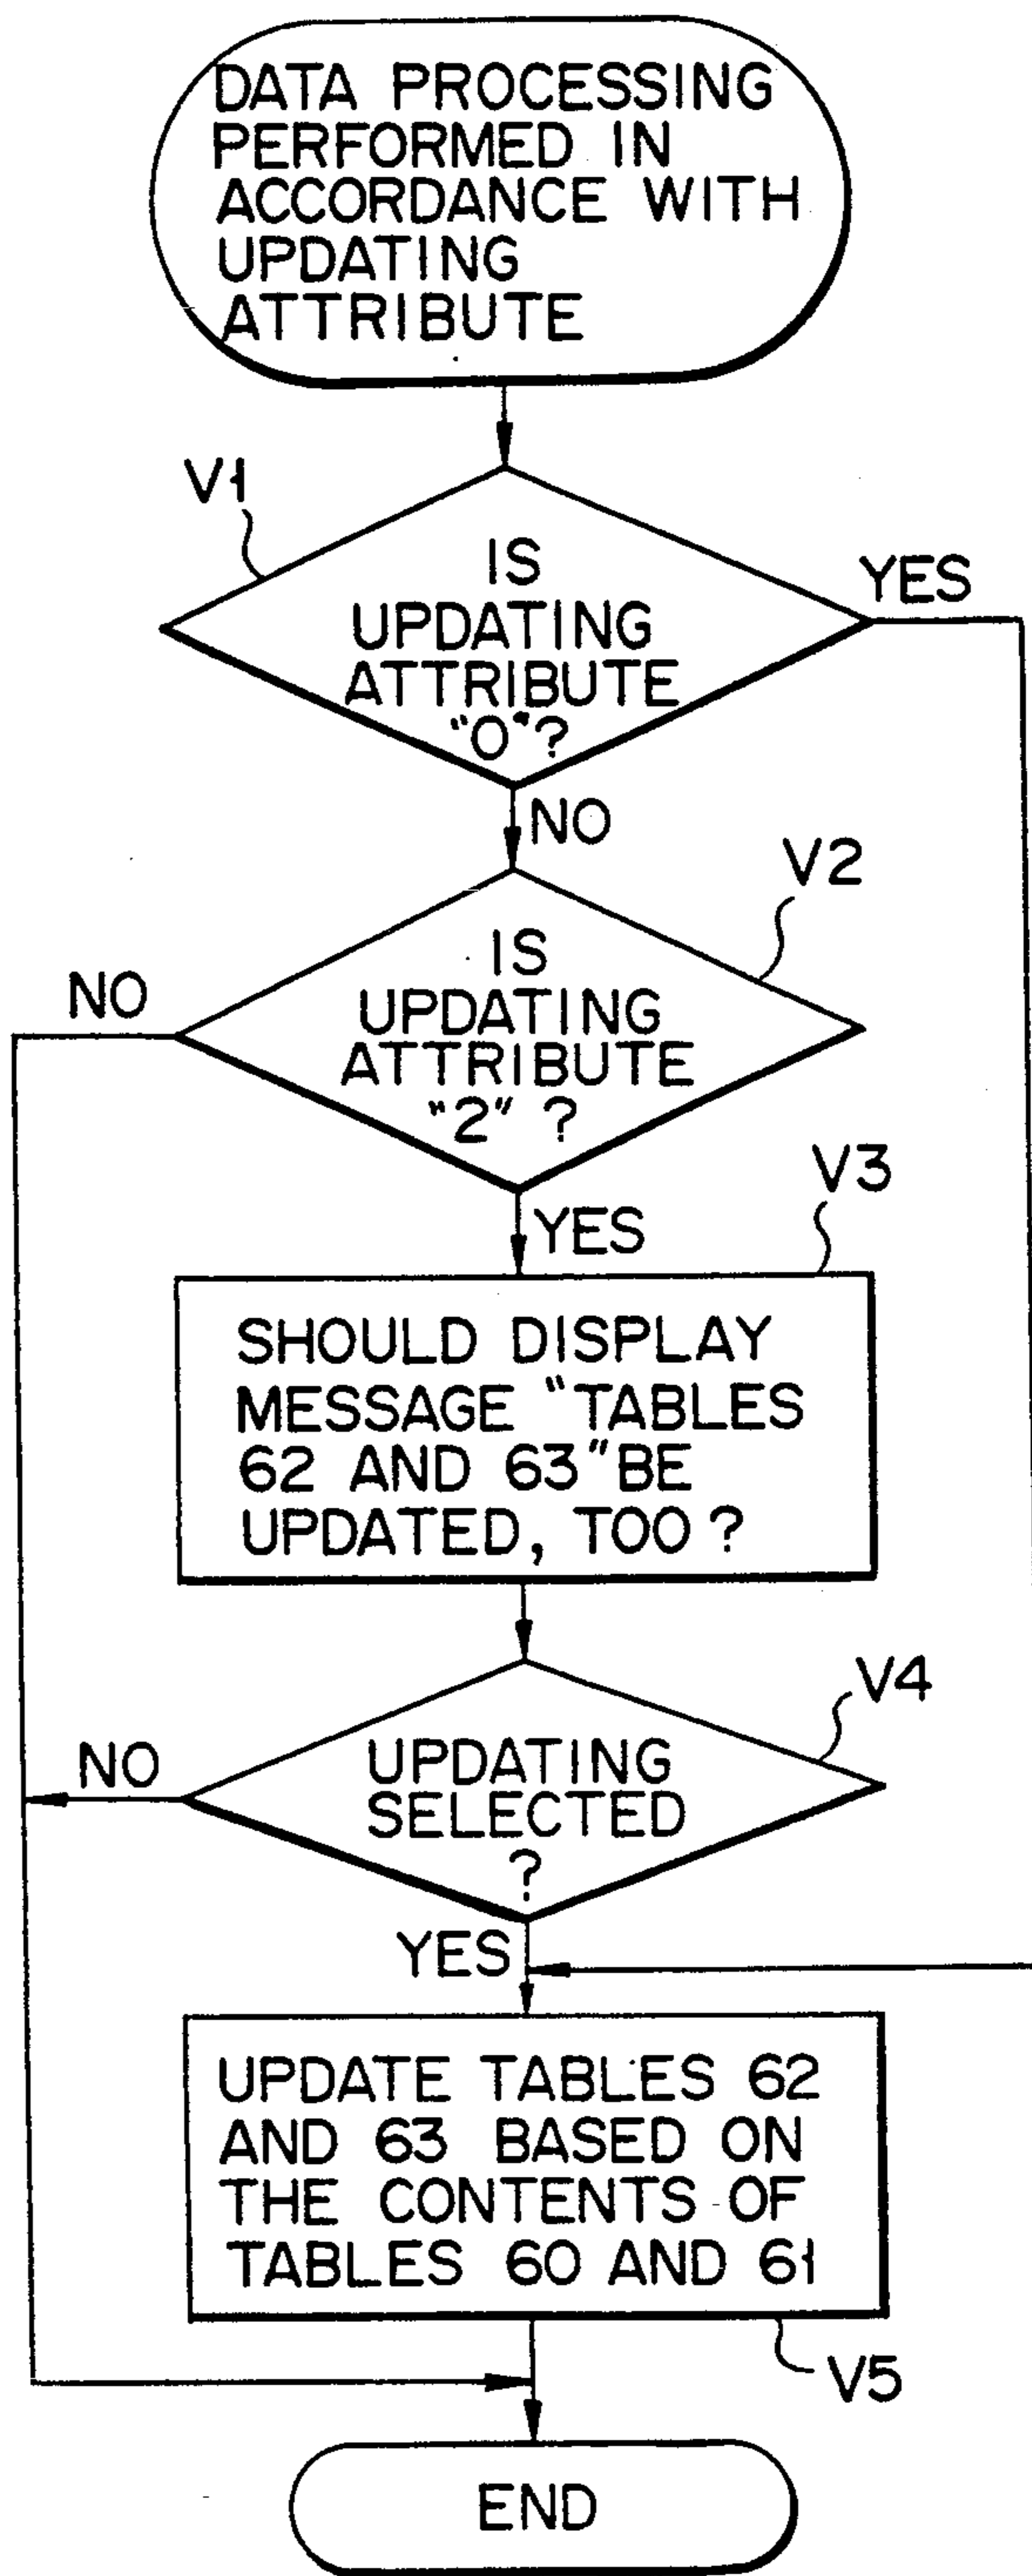 DATA PROCESSING
PERFORMED IN
ACCORDANCE WITH
UPDATING
ATTRIBUTE
V1
IS
UPDATING
ATTRIBUTE
"0"?
YES
NO
V2
IS
UPDATING
ATTRIBUTE
"2" ?
NO
YES
V3
SHOULD DISPLAY
MESSAGE "TABLES
62 AND 63" BE
UPDATED, TOO ?
V4
UPDATING
SELECTED
?
NO
YES
UPDATE TABLES 62
AND 63 BASED ON
THE CONTENTS OF
TABLES 60 AND 61
V5
END